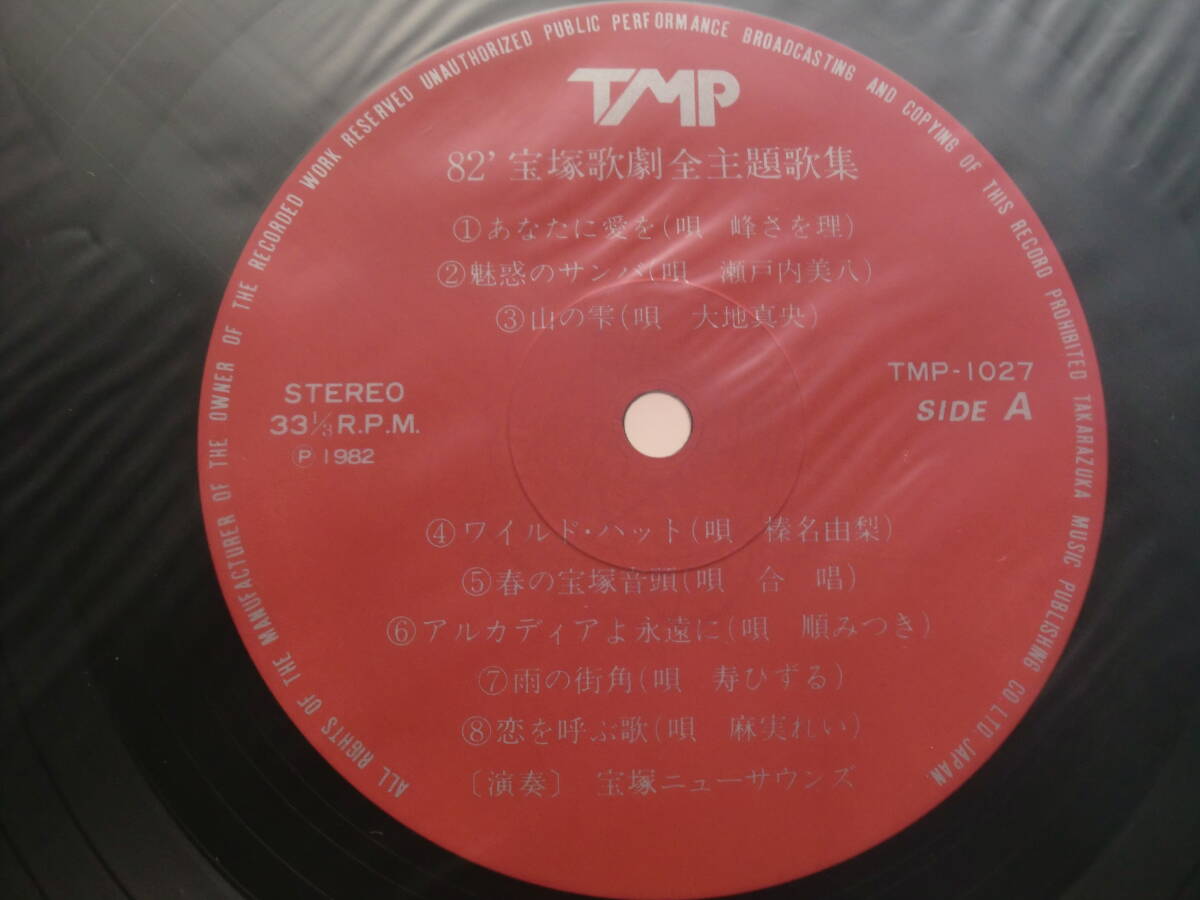 ALL RIGHTS OF THE MANUFACTURER OF THE OWNER OF THE RECORDED WORK RESERVED UNAUTHORIZED PUBLIC PERFORMANCE BROADCASTING AND COPYING OF THIS RECORD PROHIBITED TAKARAZUKA MUSIC PUBLISHING CO.,LTD JAPAN.
TMP
82’宝塚歌劇全主題歌集
①あなたに愛を(唄 峰さを理)
②魅惑のサンバ(唄 瀬戸内美八)
③山の雫(唄 大地真央)
STEREO
33⅓ R.P.M.
Ⓟ 1982
TMP-1027
SIDE A
④ワイルド・ハット(唄 榛名由梨)
⑤春の宝塚音頭(唄 合 唱)
⑥アルカディアよ永遠に(唄 順みつき)
⑦雨の街角(唄 寿ひずる)
⑧恋を呼ぶ歌(唄 麻実れい)
〔演奏〕 宝塚ニューサウンズ